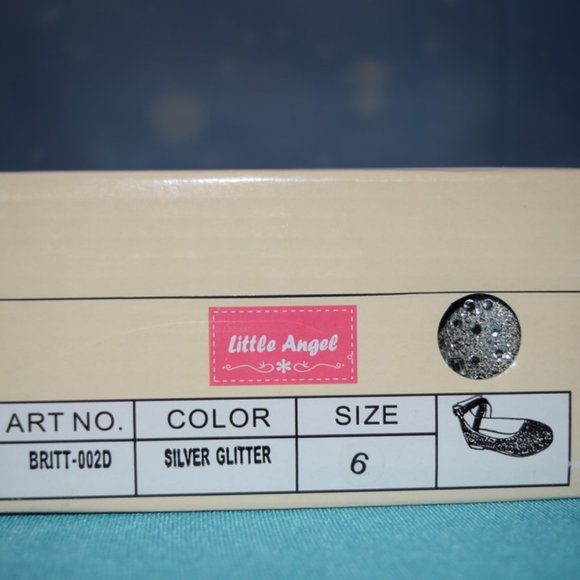 Little Angel
ART NO. COLOR SIZE
BRITT-002D SILVER GLITTER 6